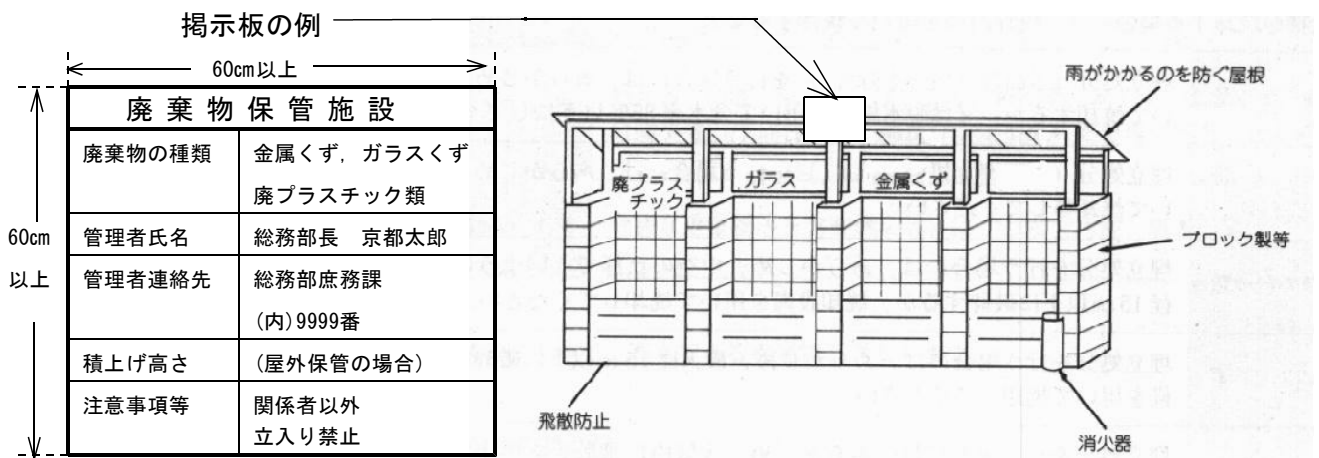 掲示板の例
60cm以上
60cm
以上
廃棄物保管施設
廃棄物の種類
金属くず，ガラスくず
廃プラスチック類
管理者氏名
総務部長　京都太郎
管理者連絡先
総務部庶務課
(内)9999番
積上げ高さ
(屋外保管の場合)
注意事項等
関係者以外
立入り禁止
雨がかかるのを防ぐ屋根
廃プラス
チック
ガラス
金属くず
ブロック製等
飛散防止
消火器